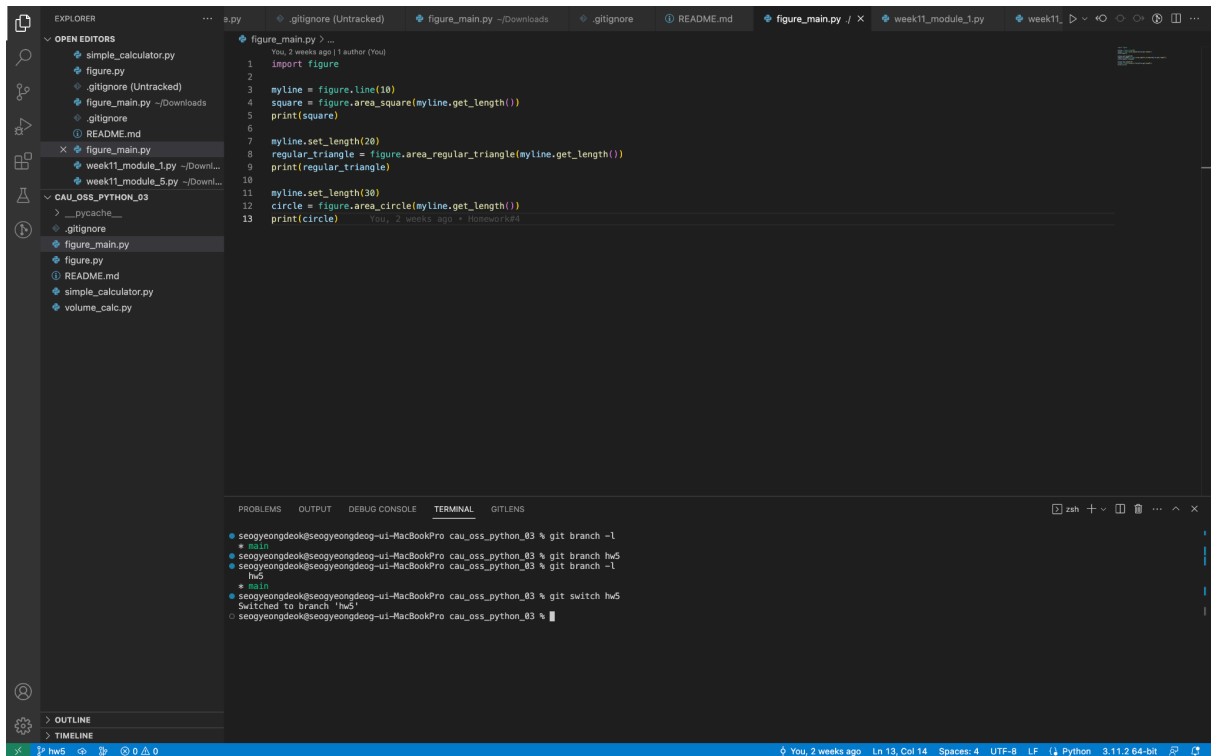 EXPLORER
OPEN EDITORS
simple_calculator.py
figure.py
.gitignore (Untracked)
figure_main.py ~/Downloads
.gitignore
README.md
figure_main.py
week11_module_1.py ~/Downl...
week11_module_5.py ~/Downl...
CAU_OSS_PYTHON_03
__pycache__
.gitignore
figure_main.py
figure.py
README.md
simple_calculator.py
volume_calc.py
OUTLINE
TIMELINE
e.py .gitignore (Untracked) figure_main.py ~/Downloads .gitignore README.md figure_main.py ./ week11_module_1.py week11_
figure_main.py > ...
You, 2 weeks ago | 1 author (You)
1 import figure
2
3 myline = figure.line(10)
4 square = figure.area_square(myline.get_length())
5 print(square)
6
7 myline.set_length(20)
8 regular_triangle = figure.area_regular_triangle(myline.get_length())
9 print(regular_triangle)
10
11 myline.set_length(30)
12 circle = figure.area_circle(myline.get_length())
13 print(circle) You, 2 weeks ago • Homework#4
PROBLEMS OUTPUT DEBUG CONSOLE TERMINAL GITLENS zsh
seogyeongdeok@seogyeongdeog-ui-MacBookPro cau_oss_python_03 % git branch -l
* main
seogyeongdeok@seogyeongdeog-ui-MacBookPro cau_oss_python_03 % git branch hw5
seogyeongdeok@seogyeongdeog-ui-MacBookPro cau_oss_python_03 % git branch -l
hw5
* main
seogyeongdeok@seogyeongdeog-ui-MacBookPro cau_oss_python_03 % git switch hw5
Switched to branch 'hw5'
seogyeongdeok@seogyeongdeog-ui-MacBookPro cau_oss_python_03 %
hw5 0 0 You, 2 weeks ago Ln 13, Col 14 Spaces: 4 UTF-8 LF Python 3.11.2 64-bit